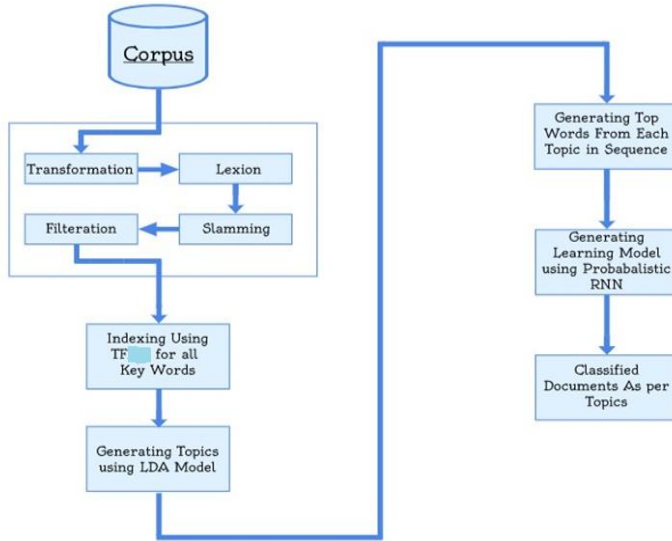 Corpus
Transformation
Lexion
Filteration
Slamming
Indexing Using
TF for all
Key Words
Generating Topics
using LDA Model
Generating Top
Words From Each
Topic in Sequence
Generating
Learning Model
using Probabalistic
RNN
Classified
Documents As per
Topics